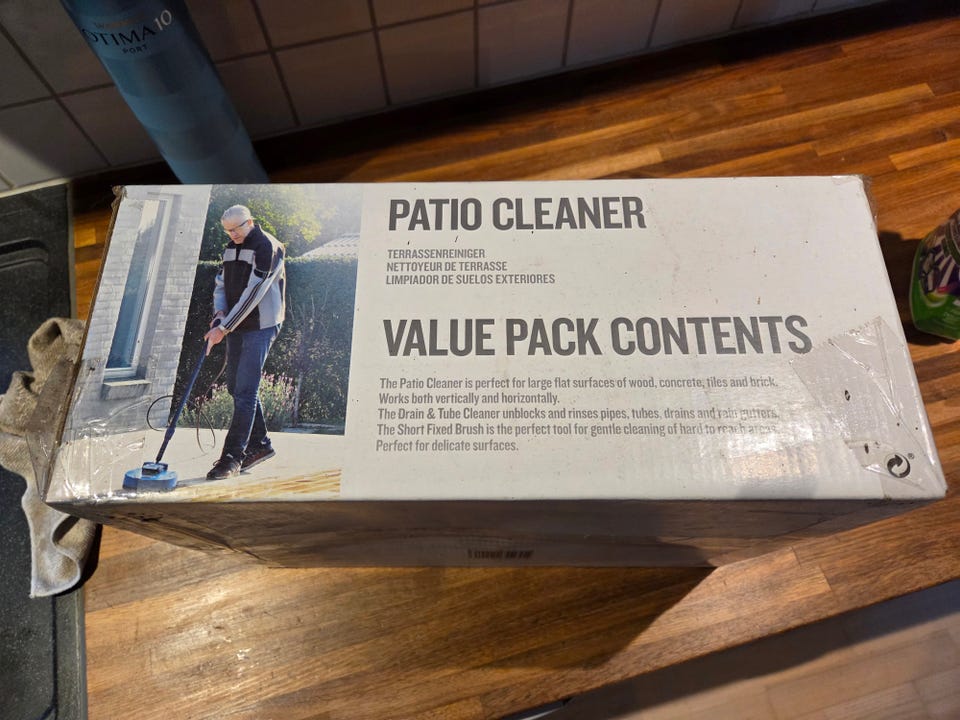 OTIMA 10
PORT
PATIO CLEANER
TERRASSENREINIGER
NETTOYEUR DE TERRASSE
LIMPIADOR DE SUELOS EXTERIORES
VALUE PACK CONTENTS
The Patio Cleaner is perfect for large flat surfaces of wood, concrete, tiles and brick.
Works both vertically and horizontally.
The Drain & Tube Cleaner unblocks and rinses pipes, tubes, drains and rain gutters.
The Short Fixed Brush is the perfect tool for gentle cleaning of hard to reach areas.
Perfect for delicate surfaces.
®